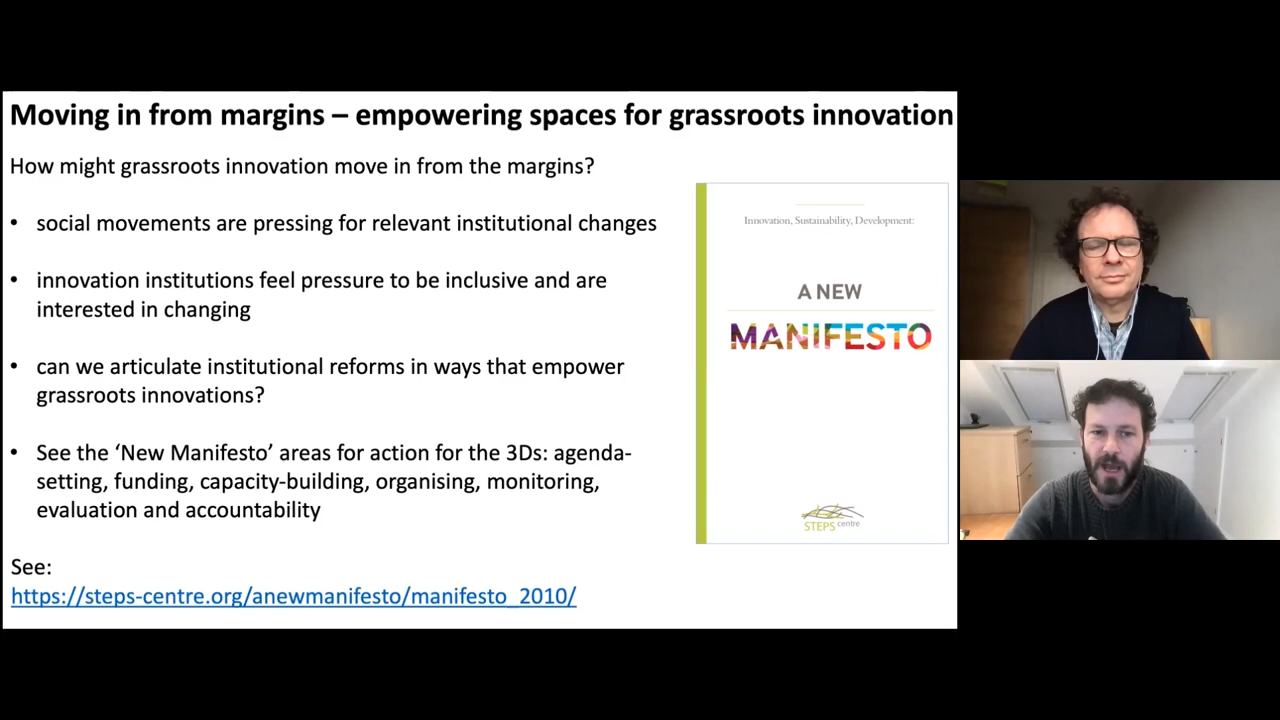 Moving in from margins – empowering spaces for grassroots innovation
How might grassroots innovation move in from the margins?
• social movements are pressing for relevant institutional changes
• innovation institutions feel pressure to be inclusive and are
interested in changing
• can we articulate institutional reforms in ways that empower
grassroots innovations?
• See the ‘New Manifesto’ areas for action for the 3Ds: agenda-
setting, funding, capacity-building, organising, monitoring,
evaluation and accountability
See:
https://steps-centre.org/anewmanifesto/manifesto_2010/
Innovation, Sustainability, Development:
A NEW
MANIFESTO
STEPS centre